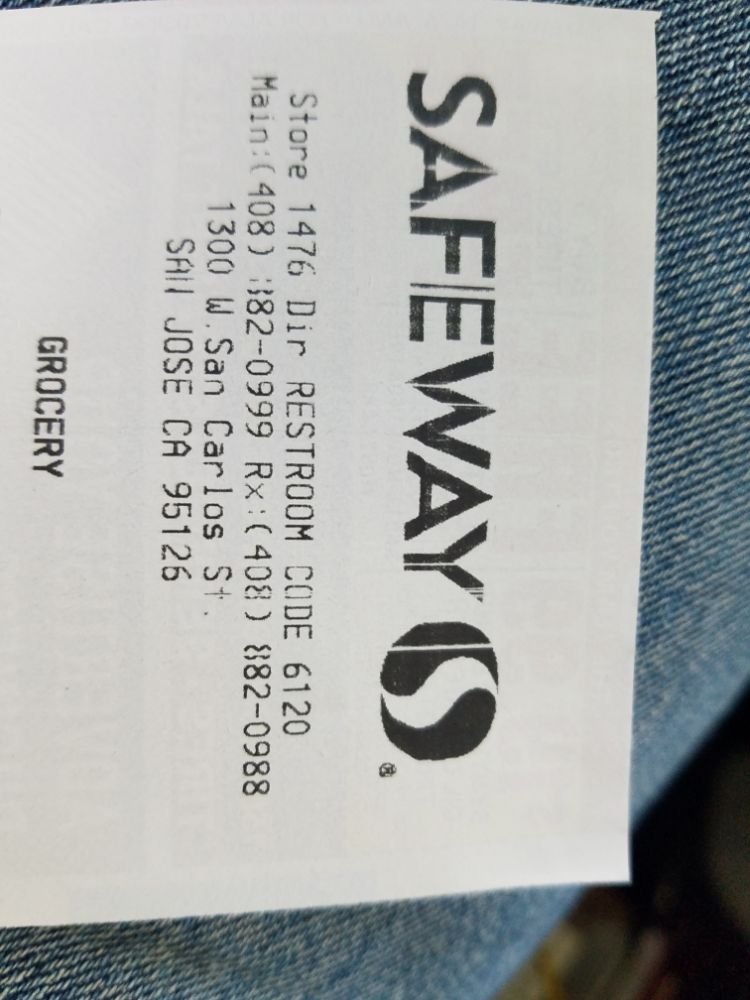 SAFEWAY
®
Store 1476 Dir RESTROOM CODE 6120
Main:(408) 882-0999 Rx:(408) 882-0988
1300 W.San Carlos St.
SAN JOSE CA 95126
GROCERY